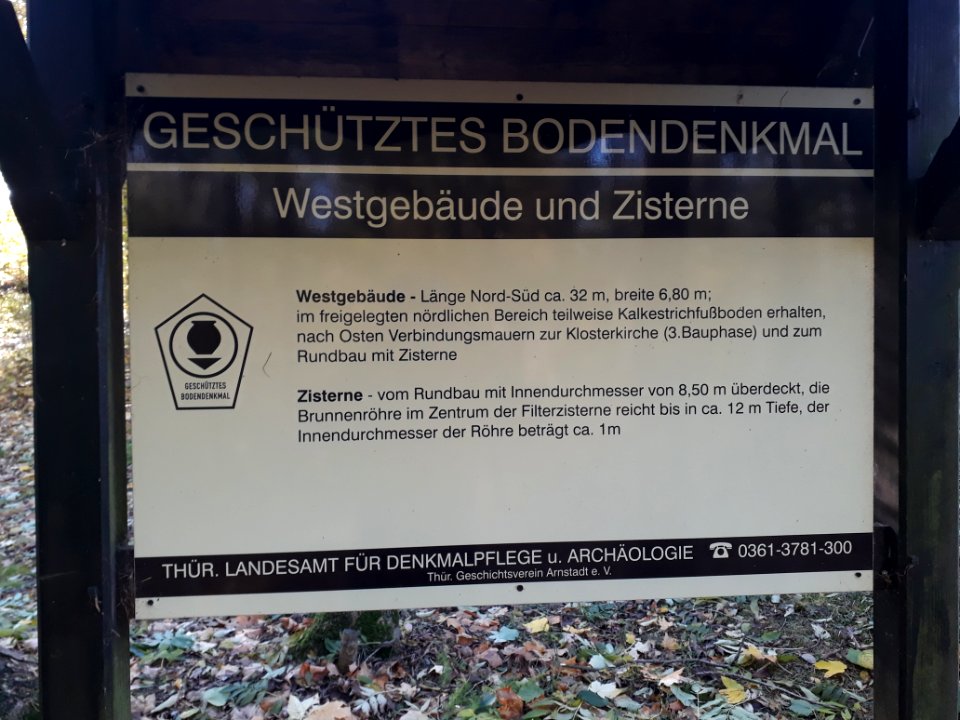 GESCHÜTZTES BODENDENKMAL
Westgebäude und Zisterne
Westgebäude - Länge Nord-Süd ca. 32 m, breite 6,80 m;
im freigelegten nördlichen Bereich teilweise Kalkestrichfußboden erhalten,
nach Osten Verbindungsmauern zur Klosterkirche (3.Bauphase) und zum
Rundbau mit Zisterne
GESCHÜTZTES
BODENDENKMAL
Zisterne - vom Rundbau mit Innendurchmesser von 8,50 m überdeckt, die
Brunnenröhre im Zentrum der Filterzisterne reicht bis in ca. 12 m Tiefe, der
Innendurchmesser der Röhre beträgt ca. 1m
THÜR. LANDESAMT FÜR DENKMALPFLEGE u. ARCHÄOLOGIE ☎ 0361-3781-300
Thür. Geschichtsverein Arnstadt e. V.